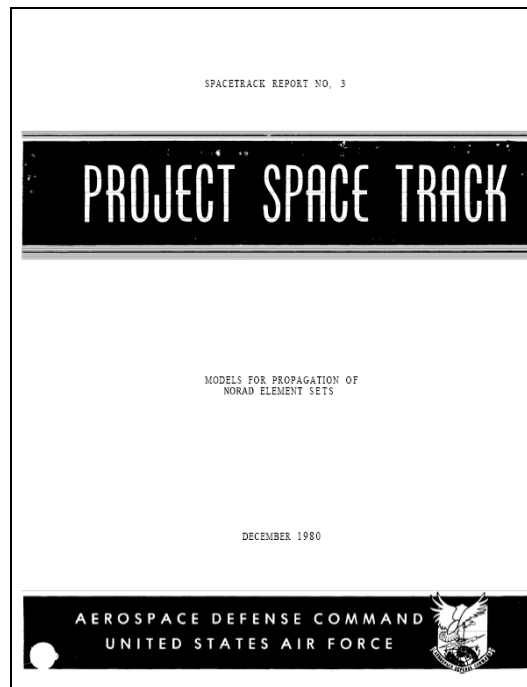 SPACETRACK REPORT NO. 3
PROJECT SPACE TRACK
MODELS FOR PROPAGATION OF
NORAD ELEMENT SETS
DECEMBER 1980
AEROSPACE DEFENSE COMMAND
UNITED STATES AIR FORCE